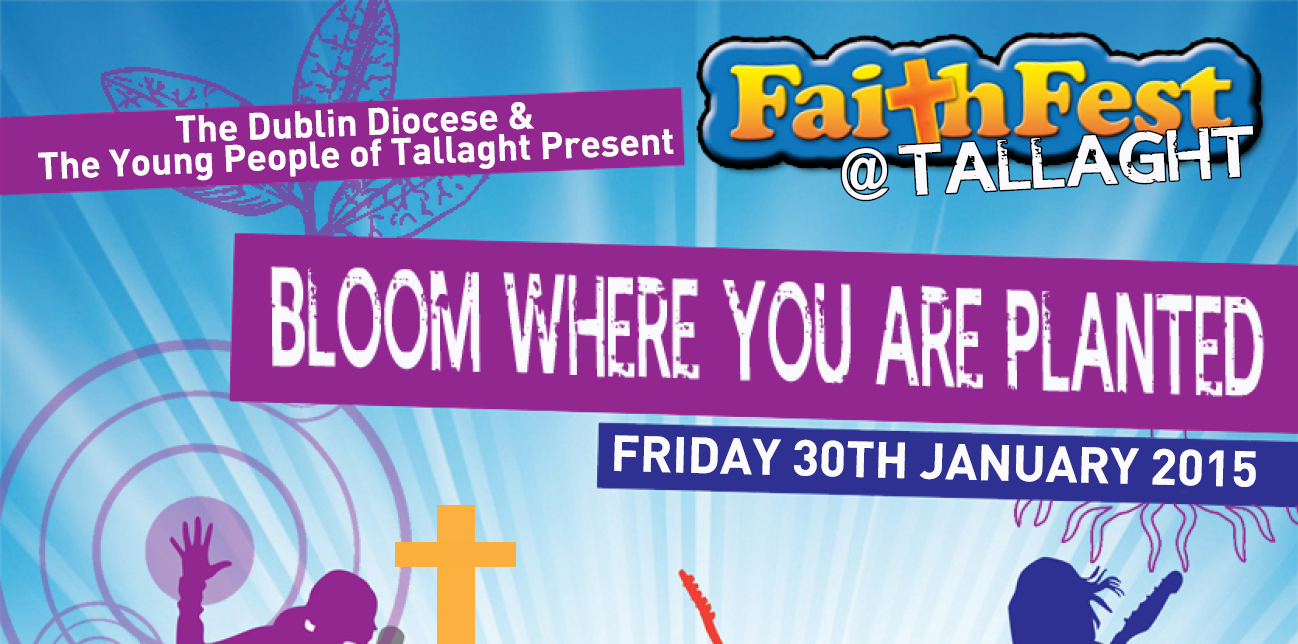 The Dublin Diocese &
The Young People of Tallaght Present
FaithFest
@ TALLAGHT
BLOOM WHERE YOU ARE PLANTED
FRIDAY 30TH JANUARY 2015